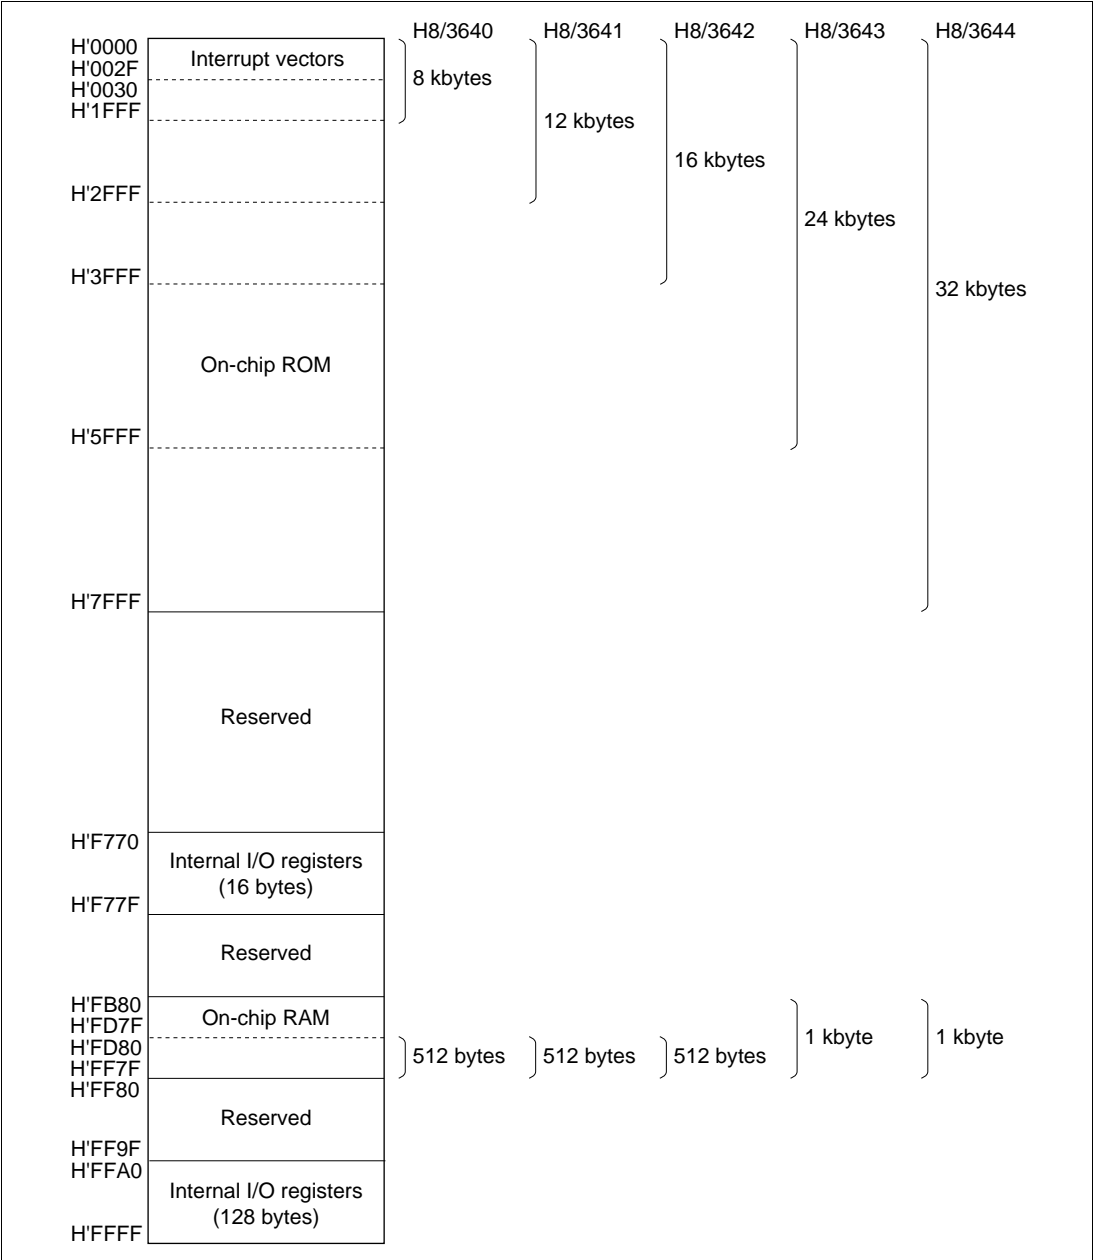 H8/3640 H8/3641 H8/3642 H8/3643 H8/3644
H'0000
Interrupt vectors
H'002F
8 kbytes
H'0030
H'1FFF
12 kbytes
16 kbytes
H'2FFF
24 kbytes
H'3FFF
32 kbytes
On-chip ROM
H'5FFF
H'7FFF
Reserved
H'F770
Internal I/O registers
(16 bytes)
H'F77F
Reserved
H'FB80
On-chip RAM
H'FD7F
1 kbyte 1 kbyte
H'FD80
512 bytes 512 bytes 512 bytes
H'FF7F
H'FF80
Reserved
H'FF9F
H'FFA0
Internal I/O registers
(128 bytes)
H'FFFF